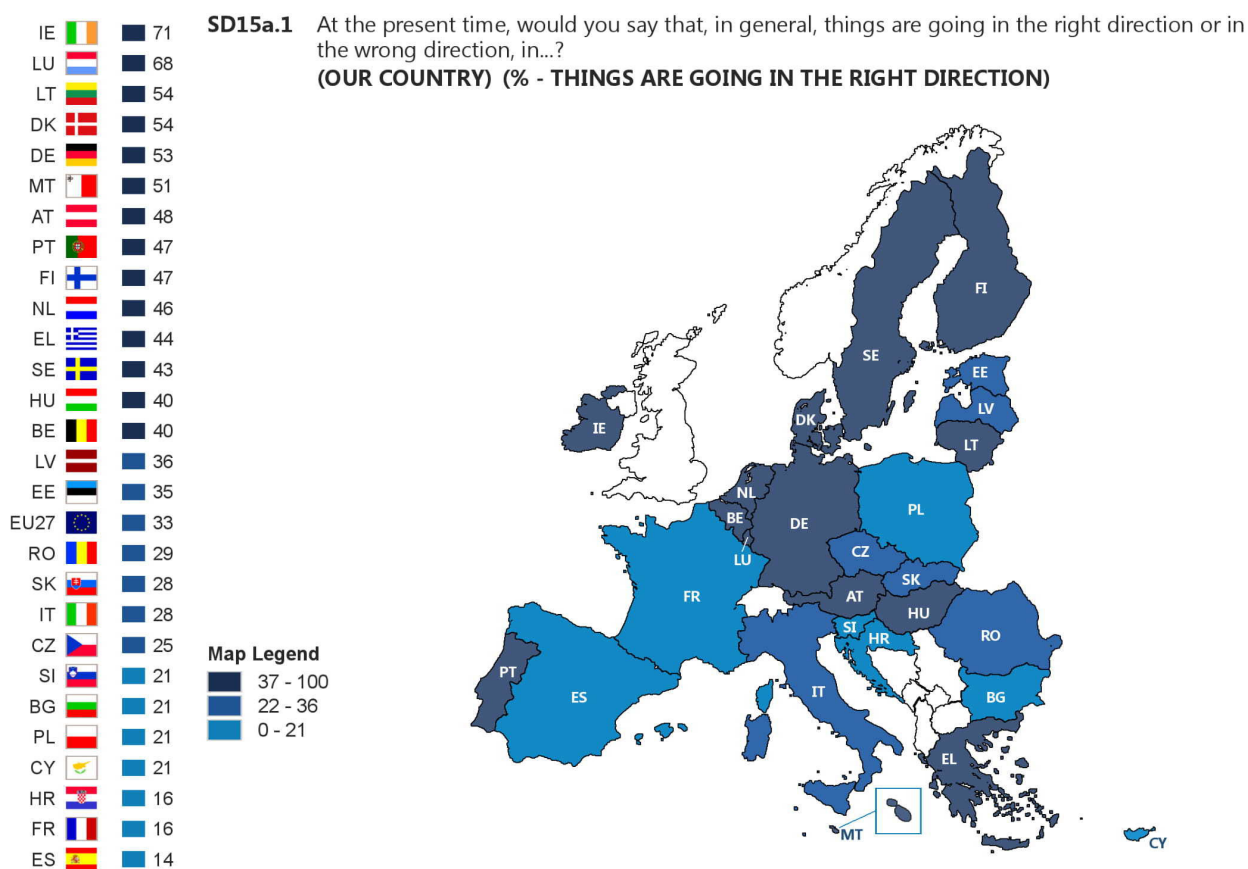 SD15a.1 At the present time, would you say that, in general, things are going in the right direction or in
the wrong direction, in...?
(OUR COUNTRY) (% - THINGS ARE GOING IN THE RIGHT DIRECTION)
IE 71
LU 68
LT 54
DK 54
DE 53
MT 51
AT 48
PT 47
FI 47
NL 46
EL 44
SE 43
HU 40
BE 40
LV 36
EE 35
EU27 33
RO 29
SK 28
IT 28
CZ 25
SI 21
BG 21
PL 21
CY 21
HR 16
FR 16
ES 14
Map Legend
37 - 100
22 - 36
0 - 21
FI
SE
EE
LV
LT
DK
IE
NL
BE
DE
PL
LU
CZ
SK
AT
HU
FR
SI
HR
RO
PT
ES
IT
BG
EL
MT
CY